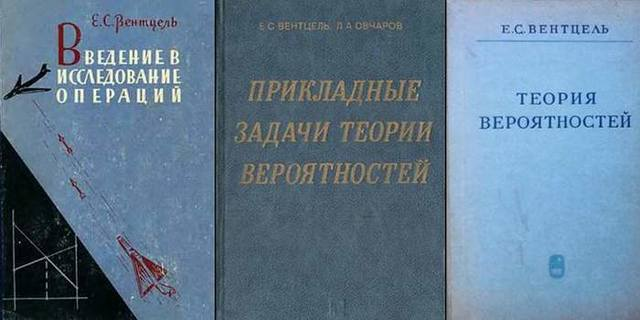 Е.С.Вентцель
ВВЕДЕНИЕ В
ИССЛЕДОВАНИЕ
ОПЕРАЦИЙ
Е.С.ВЕНТЦЕЛЬ, Л.А.ОВЧАРОВ
ПРИКЛАДНЫЕ
ЗАДАЧИ ТЕОРИИ
ВЕРОЯТНОСТЕЙ
Е.С.ВЕНТЦЕЛЬ
ТЕОРИЯ
ВЕРОЯТНОСТЕЙ